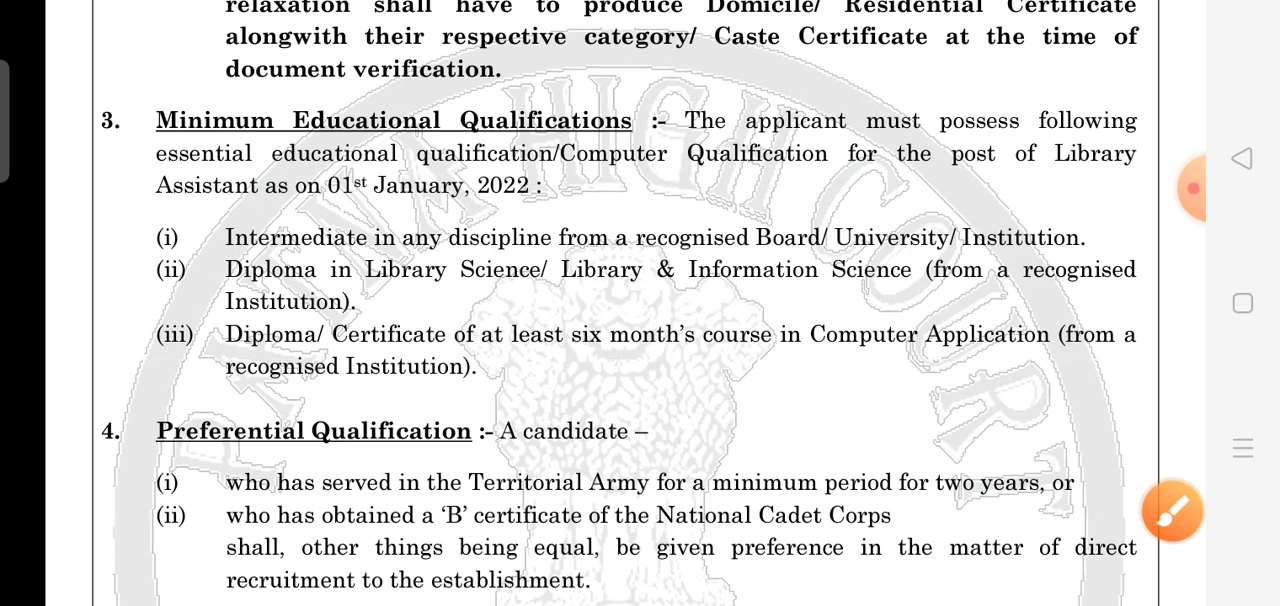 relaxation shall have to produce Domicile/ Residential Certificate
alongwith their respective category/ Caste Certificate at the time of
document verification.
3. Minimum Educational Qualifications :- The applicant must possess following
essential educational qualification/Computer Qualification for the post of Library
Assistant as on 01st January, 2022 :
(i) Intermediate in any discipline from a recognised Board/ University/ Institution.
(ii) Diploma in Library Science/ Library & Information Science (from a recognised
Institution).
(iii) Diploma/ Certificate of at least six month's course in Computer Application (from a
recognised Institution).
4. Preferential Qualification :- A candidate –
(i) who has served in the Territorial Army for a minimum period for two years, or
(ii) who has obtained a 'B' certificate of the National Cadet Corps
shall, other things being equal, be given preference in the matter of direct
recruitment to the establishment.
PATNA HIGH COURT